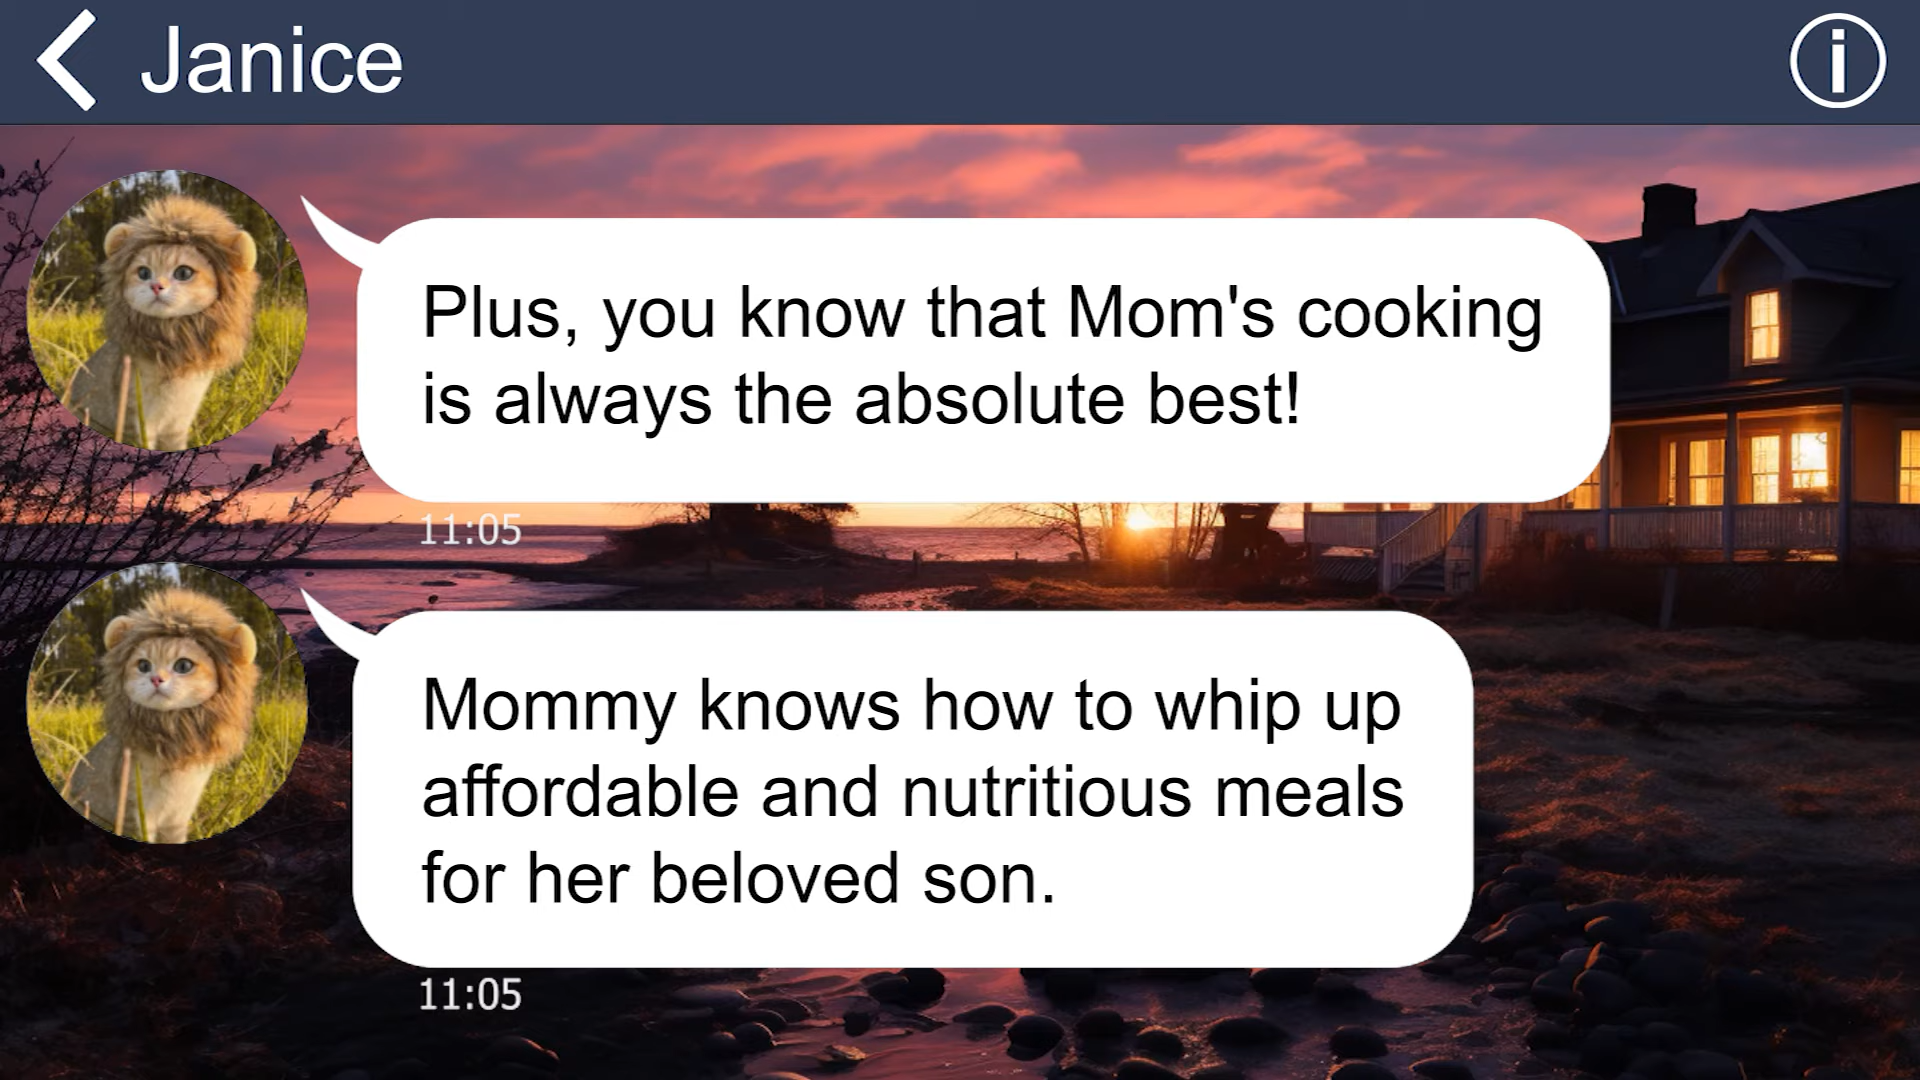 Janice
Plus, you know that Mom's cooking
is always the absolute best!
11:05
Mommy knows how to whip up
affordable and nutritious meals
for her beloved son.
11:05